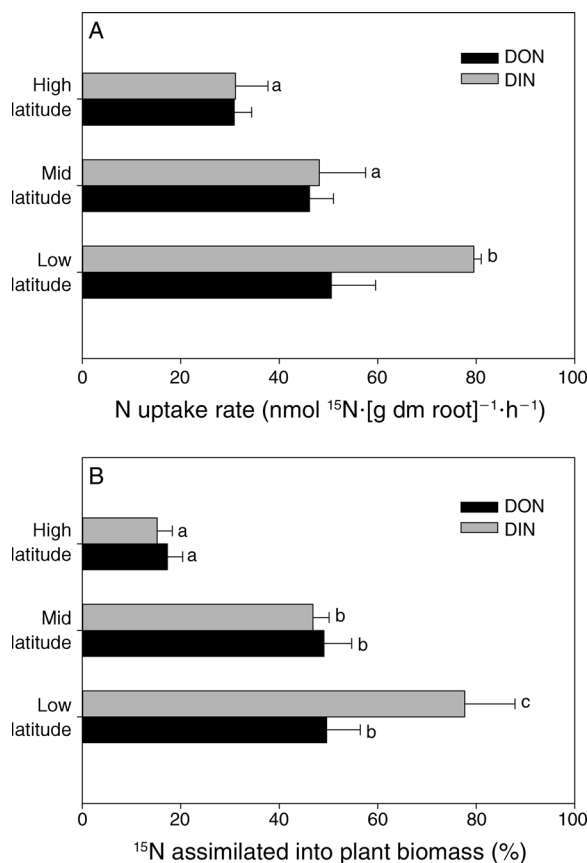 A
DON
DIN
High
latitude
a
Mid
latitude
a
Low
latitude
b
0 20 40 60 80 100
N uptake rate (nmol ¹⁵N·[g dm root]⁻¹·h⁻¹)
B
DON
DIN
High
latitude
a
a
Mid
latitude
b
b
Low
latitude
c
b
0 20 40 60 80 100
¹⁵N assimilated into plant biomass (%)